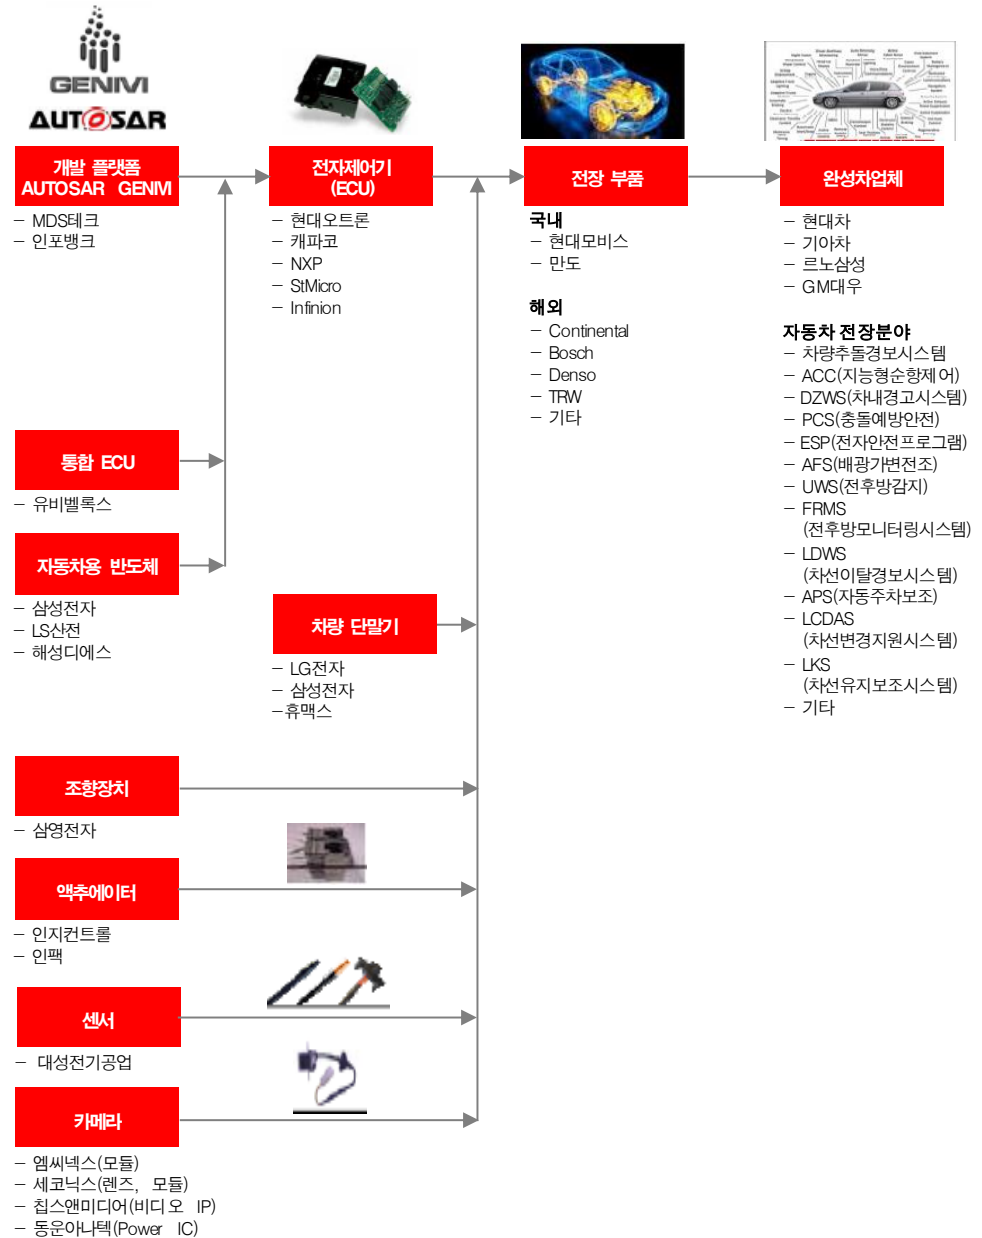 GENIVI
AUTOSAR
개발 플랫폼
AUTOSAR GENIVI
- MDS테크
- 인포뱅크
전자제어기
(ECU)
- 현대오트론
- 캐파코
- NXP
- StMicro
- Infinion
전장 부품
국내
- 현대모비스
- 만도
해외
- Continental
- Bosch
- Denso
- TRW
- 기타
완성차업체
- 현대차
- 기아차
- 르노삼성
- GM대우
자동차 전장분야
- 차량추돌경보시스템
- ACC(지능형순항제어)
- DZWS(차내경고시스템)
- PCS(충돌예방안전)
- ESP(전자안전프로그램)
- AFS(배광가변전조)
- UWS(전후방감지)
- FRMS
(전후방모니터링시스템)
- LDWS
(차선이탈경보시스템)
- APS(자동주차보조)
- LCDAS
(차선변경지원시스템)
- LKS
(차선유지보조시스템)
- 기타
통합 ECU
- 유비벨록스
자동차용 반도체
- 삼성전자
- LS산전
- 해성디에스
차량 단말기
- LG전자
- 삼성전자
-휴맥스
조향장치
- 삼영전자
액추에이터
- 인지컨트롤
- 인팩
센서
- 대성전기공업
카메라
- 엠씨넥스(모듈)
- 세코닉스(렌즈, 모듈)
- 칩스앤미디어(비디오 IP)
- 동운아나텍(Power IC)